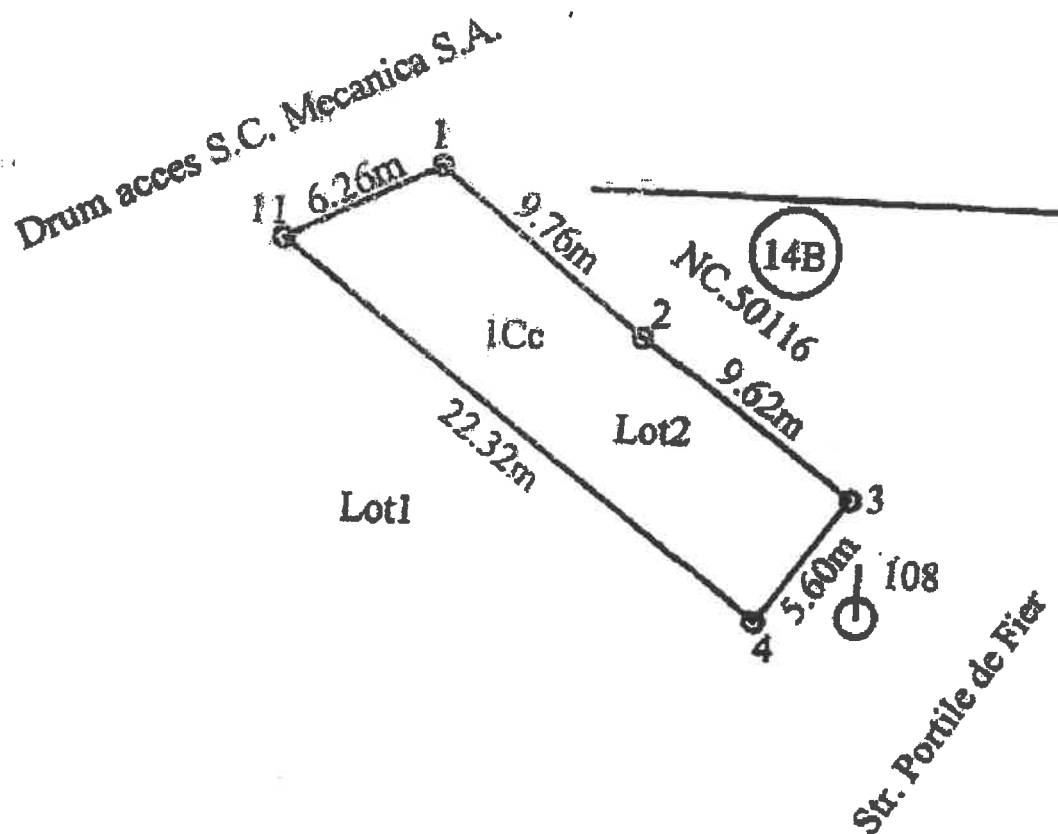 Drum acces S.C. Mecanica S.A.
1
6.26m
11
9.76m
14B
NC.50116
2
1Cc
9.62m
Lot2
22.32m
Lot1
3
5.60m
108
4
Str. Portile de Fier